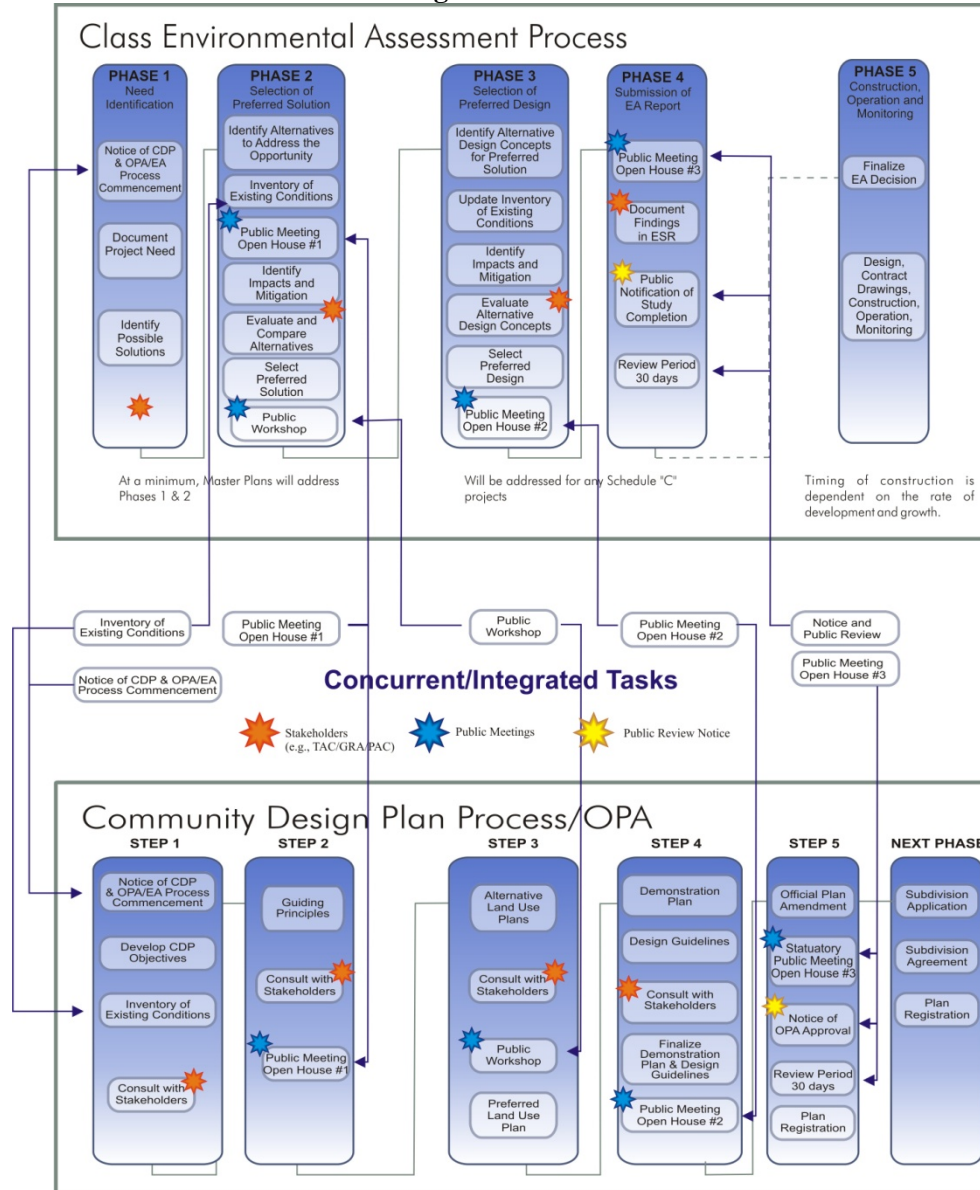 Class Environmental Assessment Process
PHASE 1
Need
Identification
Notice of CDP
& OPA/EA
Process
Commencement
Document
Project Need
Identify
Possible
Solutions
PHASE 2
Selection of
Preferred Solution
Identify Alternatives
to Address the
Opportunity
Inventory of
Existing Conditions
Public Meeting
Open House #1
Identify
Impacts and
Mitigation
Evaluate and
Compare
Alternatives
Select
Preferred
Solution
Public
Workshop
PHASE 3
Selection of
Preferred Design
Identify Alternative
Design Concepts
for Preferred
Solution
Update Inventory
of Existing
Conditions
Identify
Impacts and
Mitigation
Evaluate
Alternative
Design Concepts
Select
Preferred
Design
Public Meeting
Open House #2
PHASE 4
Submission of
EA Report
Public Meeting
Open House #3
Document
Findings
in ESR
Public
Notification of
Study
Completion
Review Period
30 days
PHASE 5
Construction,
Operation and
Monitoring
Finalize
EA Decision
Design,
Contract
Drawings,
Construction,
Operation,
Monitoring
At a minimum, Master Plans will address
Phases 1 & 2
Will be addressed for any Schedule "C"
projects
Timing of construction is
dependent on the rate of
development and growth.
Inventory of
Existing Conditions
Public Meeting
Open House #1
Public
Workshop
Public Meeting
Open House #2
Notice and
Public Review
Notice of CDP & OPA/EA
Process Commencement
Public Meeting
Open House #3
Concurrent/Integrated Tasks
Stakeholders
(e.g., TAC/GRA/PAC)
Public Meetings
Public Review Notice
Community Design Plan Process/OPA
STEP 1
Notice of CDP
& OPA/EA Process
Commencement
Develop CDP
Objectives
Inventory of
Existing Conditions
Consult with
Stakeholders
STEP 2
Guiding
Principles
Consult with
Stakeholders
Public Meeting
Open House #1
STEP 3
Alternative
Land Use
Plans
Consult with
Stakeholders
Public
Workshop
Preferred
Land Use
Plan
STEP 4
Demonstration
Plan
Design Guidelines
Consult with
Stakeholders
Finalize
Demonstration
Plan & Design
Guidelines
Public Meeting
Open House #2
STEP 5
Official Plan
Amendment
Statuatory
Public Meeting
Open House #3
Notice of
OPA Approval
Review Period
30 days
Plan
Registration
NEXT PHASE
Subdivision
Application
Subdivision
Agreement
Plan
Registration